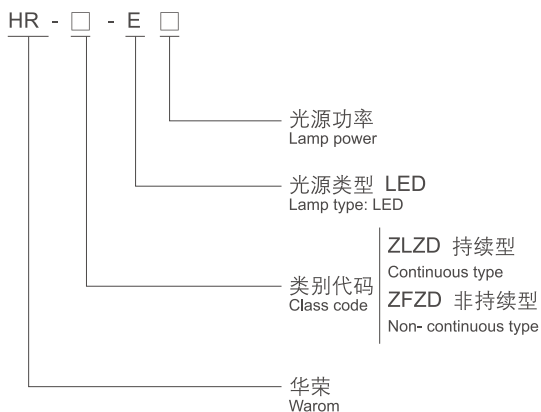 HR - □ - E □
光源功率
Lamp power
光源类型 LED
Lamp type: LED
类别代码
Class code
ZLZD 持续型
Continuous type
ZFZD 非持续型
Non- continuous type
华荣
Warom